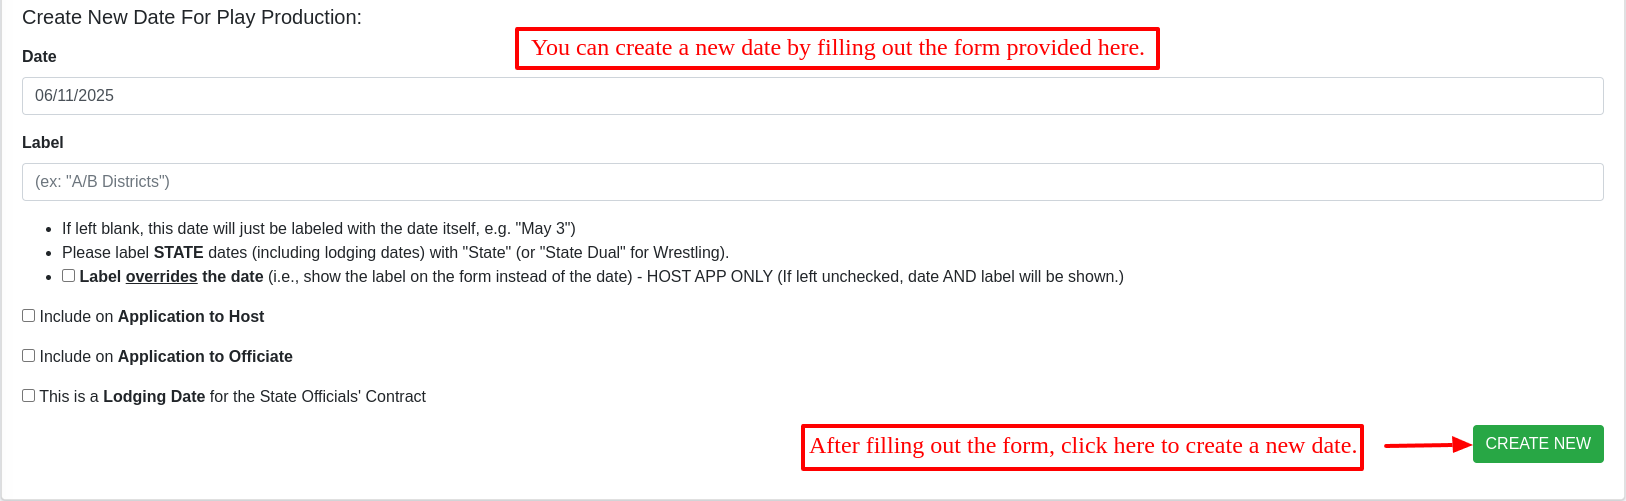 Create New Date For Play Production:
You can create a new date by filling out the form provided here.
Date
06/11/2025
Label
(ex: "A/B Districts")
If left blank, this date will just be labeled with the date itself, e.g. "May 3")
Please label STATE dates (including lodging dates) with "State" (or "State Dual" for Wrestling).
Label overrides the date (i.e., show the label on the form instead of the date) - HOST APP ONLY (If left unchecked, date AND label will be shown.)
Include on Application to Host
Include on Application to Officiate
This is a Lodging Date for the State Officials' Contract
After filling out the form, click here to create a new date.
CREATE NEW